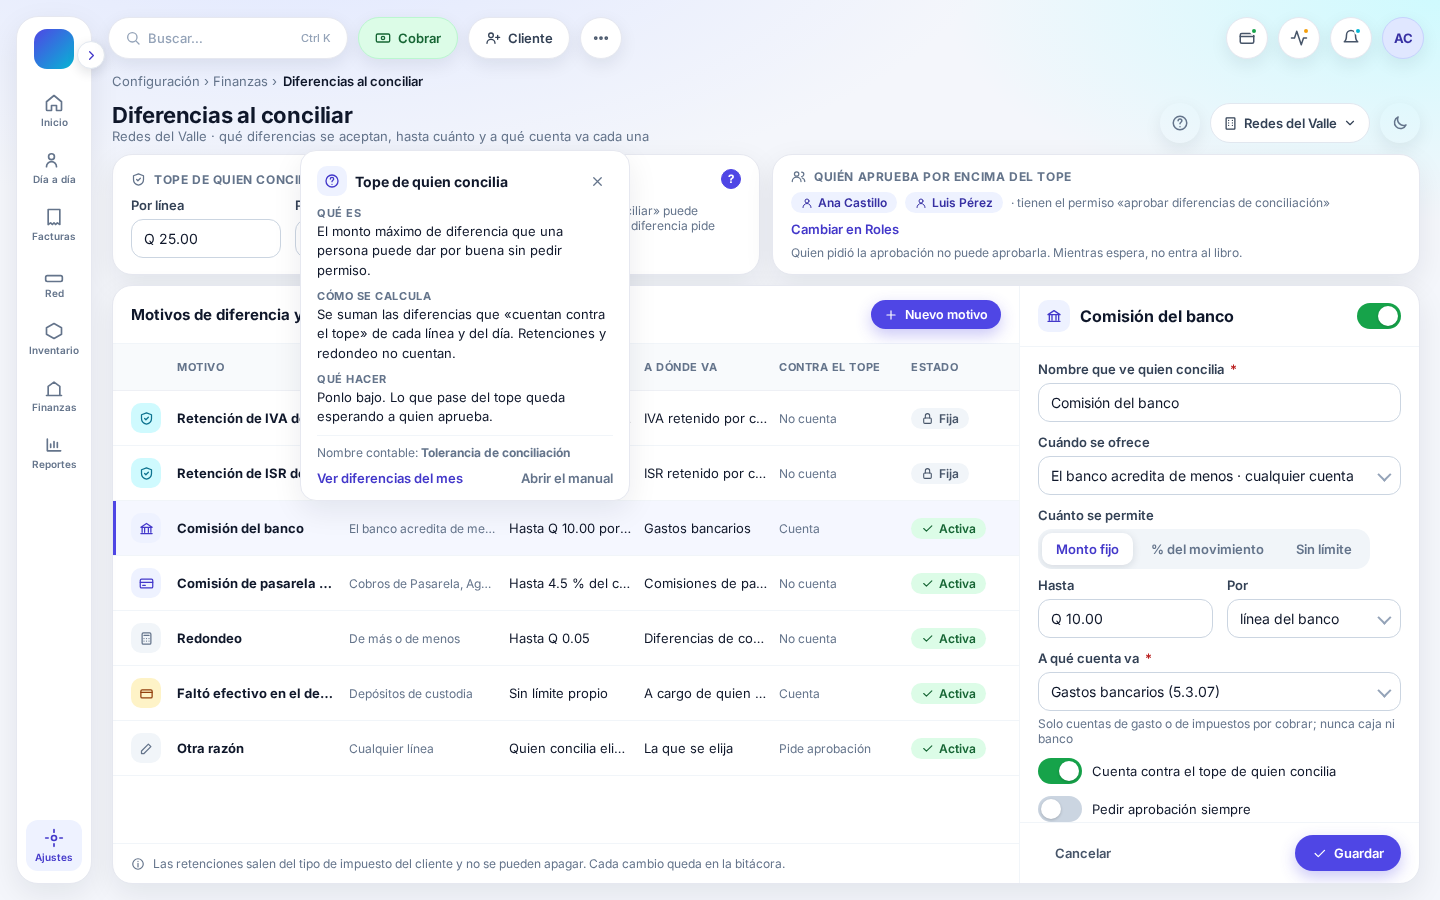 Buscar...
Ctrl K
Cobrar
Cliente
AC
Configuración › Finanzas › Diferencias al conciliar
Diferencias al conciliar
Redes del Valle · qué diferencias se aceptan, hasta cuánto y a qué cuenta va cada una
Redes del Valle
Inicio
Día a día
Facturas
Red
Inventario
Finanzas
Reportes
Ajustes
TOPE DE QUIEN
?
Por línea
Q 25.00
puede
diferencia pide
QUIÉN APRUEBA POR ENCIMA DEL TOPE
Ana Castillo
Luis Pérez
· tienen el permiso «aprobar diferencias de conciliación»
Cambiar en Roles
Quien pidió la aprobación no puede aprobarla. Mientras espera, no entra al libro.
Tope de quien concilia
QUÉ ES
El monto máximo de diferencia que una
persona puede dar por buena sin pedir
permiso.
CÓMO SE CALCULA
Se suman las diferencias que «cuentan contra
el tope» de cada línea y del día. Retenciones y
redondeo no cuentan.
QUÉ HACER
Ponlo bajo. Lo que pase del tope queda
esperando a quien aprueba.
Nombre contable: Tolerancia de conciliación
Ver diferencias del mes
Abrir el manual
Motivos de diferencia y
Nuevo motivo
MOTIVO
A DÓNDE VA
CONTRA EL TOPE
ESTADO
Retención de IVA
IVA retenido por c...
No cuenta
Fija
Retención de ISR
ISR retenido por c...
No cuenta
Fija
Comisión del banco
El banco acredita de me...
Hasta Q 10.00 por...
Gastos bancarios
Cuenta
Activa
Comisión de pasarela ...
Cobros de Pasarela, Ag...
Hasta 4.5 % del c...
Comisiones de pa...
No cuenta
Activa
Redondeo
De más o de menos
Hasta Q 0.05
Diferencias de co...
No cuenta
Activa
Faltó efectivo en el de...
Depósitos de custodia
Sin límite propio
A cargo de quien ...
Cuenta
Activa
Otra razón
Cualquier línea
Quien concilia eli...
La que se elija
Pide aprobación
Activa
Las retenciones salen del tipo de impuesto del cliente y no se pueden apagar. Cada cambio queda en la bitácora.
Comisión del banco
Nombre que ve quien concilia *
Comisión del banco
Cuándo se ofrece
El banco acredita de menos · cualquier cuenta
Cuánto se permite
Monto fijo
% del movimiento
Sin límite
Hasta
Por
Q 10.00
línea del banco
A qué cuenta va *
Gastos bancarios (5.3.07)
Solo cuentas de gasto o de impuestos por cobrar; nunca caja ni
banco
Cuenta contra el tope de quien concilia
Pedir aprobación siempre
Cancelar
Guardar